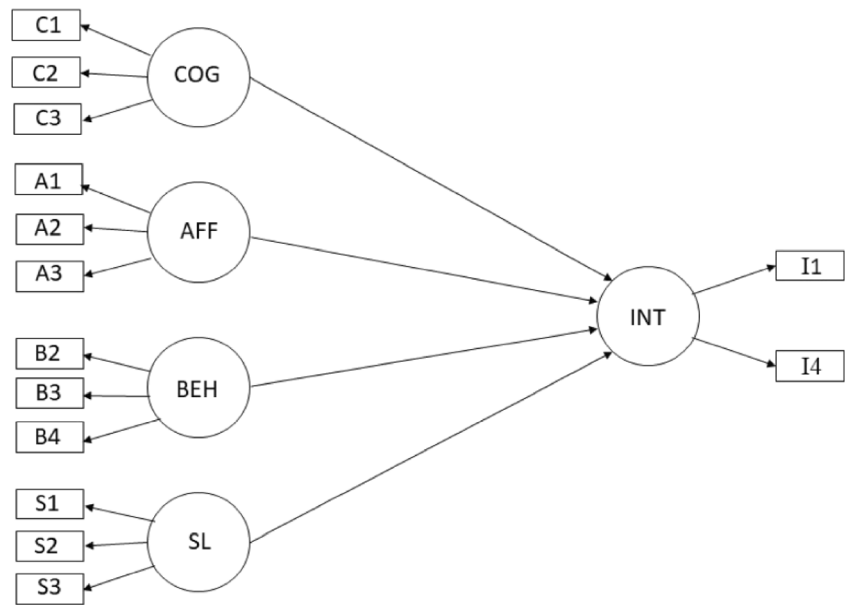 C1
C2
C3
COG
A1
A2
A3
AFF
B2
B3
B4
BEH
S1
S2
S3
SL
INT
I1
I4